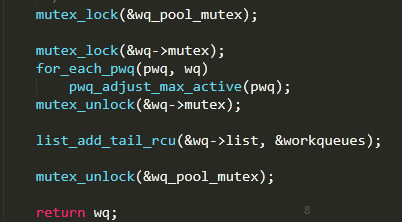 mutex_lock(&wq_pool_mutex);
mutex_lock(&wq->mutex);
for_each_pwq(pwq, wq)
pwq_adjust_max_active(pwq);
mutex_unlock(&wq->mutex);
list_add_tail_rcu(&wq->list, &workqueues);
mutex_unlock(&wq_pool_mutex);
return wq;
8